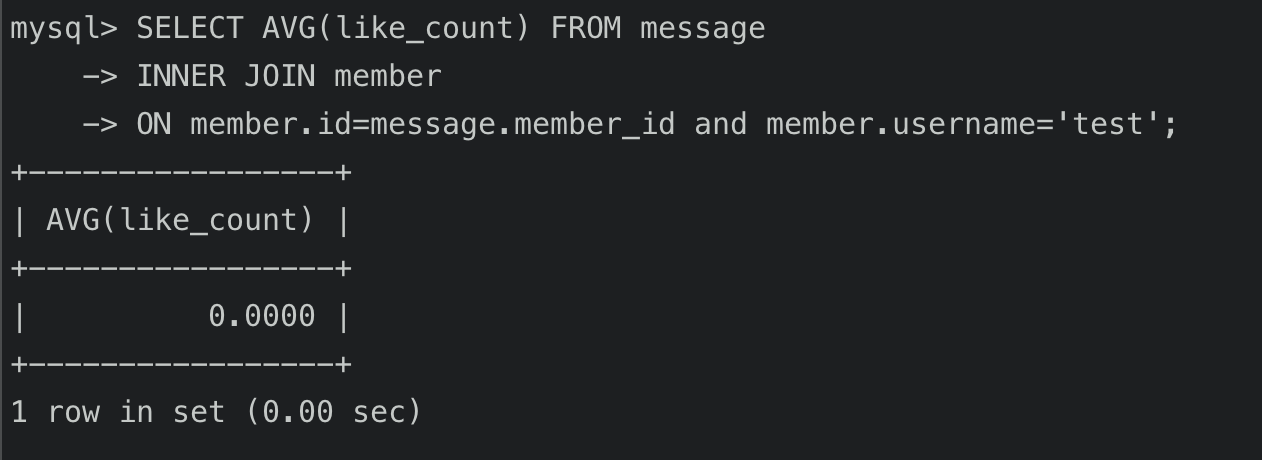 mysql> SELECT AVG(like_count) FROM message
    -> INNER JOIN member
    -> ON member.id=message.member_id and member.username='test';
+-----------------+
| AVG(like_count) |
+-----------------+
|          0.0000 |
+-----------------+
1 row in set (0.00 sec)